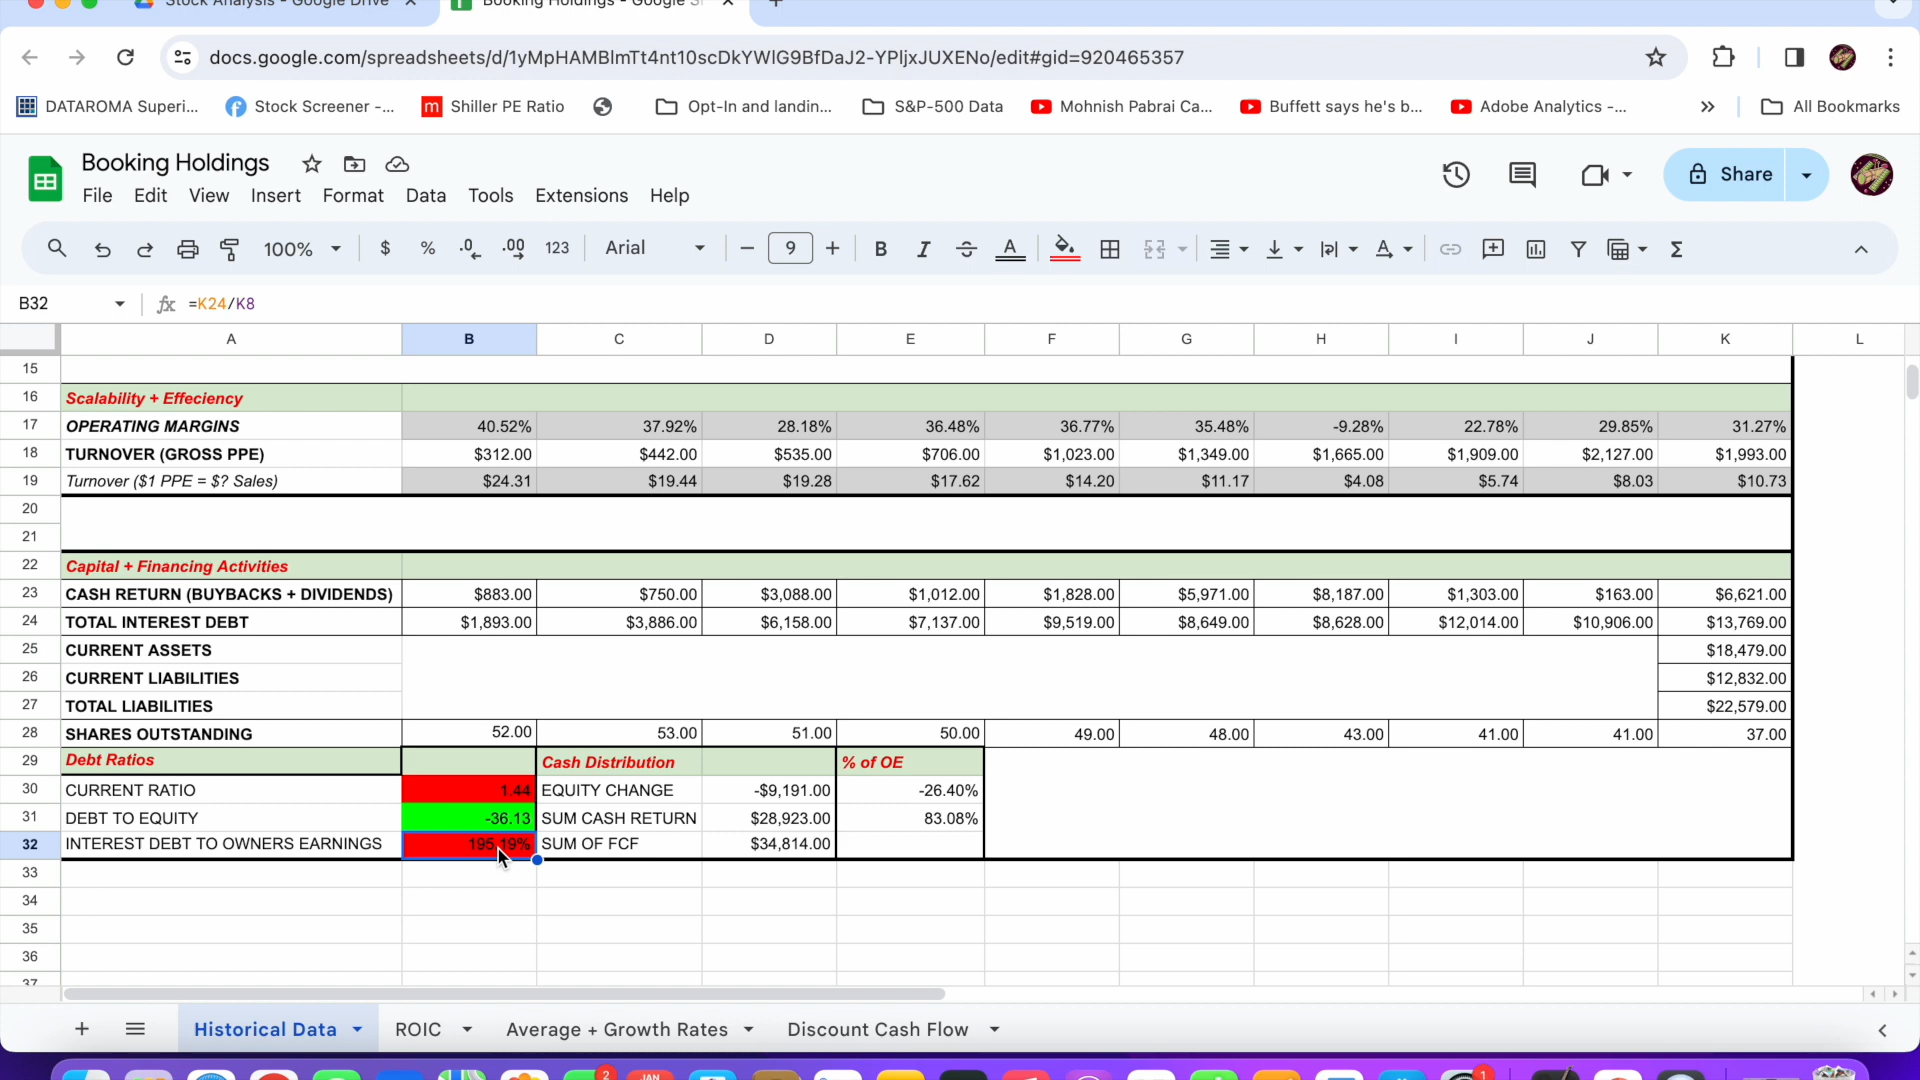 Stock Analysis - Google Drive
Booking Holdings - Google S
docs.google.com/spreadsheets/d/1yMpHAMBlmTt4nt10scDkYWlG9BfDaJ2-YPljxJUXENo/edit#gid=920465357
DATAROMA Superi... Stock Screener -... m Shiller PE Ratio Opt-In and landin... S&P-500 Data Mohnish Pabrai Ca... Buffett says he's b... Adobe Analytics -... » All Bookmarks
Booking Holdings
File Edit View Insert Format Data Tools Extensions Help
Share
100% $ % .0 .00 123 Arial 9 B I A Σ
B32 fx =K24/K8
A B C D E F G H I J K L
15
16 Scalability + Effeciency
17 OPERATING MARGINS 40.52% 37.92% 28.18% 36.48% 36.77% 35.48% -9.28% 22.78% 29.85% 31.27%
18 TURNOVER (GROSS PPE) $312.00 $442.00 $535.00 $706.00 $1,023.00 $1,349.00 $1,665.00 $1,909.00 $2,127.00 $1,993.00
19 Turnover ($1 PPE = $? Sales) $24.31 $19.44 $19.28 $17.62 $14.20 $11.17 $4.08 $5.74 $8.03 $10.73
20
21
22 Capital + Financing Activities
23 CASH RETURN (BUYBACKS + DIVIDENDS) $883.00 $750.00 $3,088.00 $1,012.00 $1,828.00 $5,971.00 $8,187.00 $1,303.00 $163.00 $6,621.00
24 TOTAL INTEREST DEBT $1,893.00 $3,886.00 $6,158.00 $7,137.00 $9,519.00 $8,649.00 $8,628.00 $12,014.00 $10,906.00 $13,769.00
25 CURRENT ASSETS $18,479.00
26 CURRENT LIABILITIES $12,832.00
27 TOTAL LIABILITIES $22,579.00
28 SHARES OUTSTANDING 52.00 53.00 51.00 50.00 49.00 48.00 43.00 41.00 41.00 37.00
29 Debt Ratios Cash Distribution % of OE
30 CURRENT RATIO 1.44 EQUITY CHANGE -$9,191.00 -26.40%
31 DEBT TO EQUITY -36.13 SUM CASH RETURN $28,923.00 83.08%
32 INTEREST DEBT TO OWNERS EARNINGS 195.19% SUM OF FCF $34,814.00
33
34
35
36
37
Historical Data ROIC Average + Growth Rates Discount Cash Flow
2 JAN 1